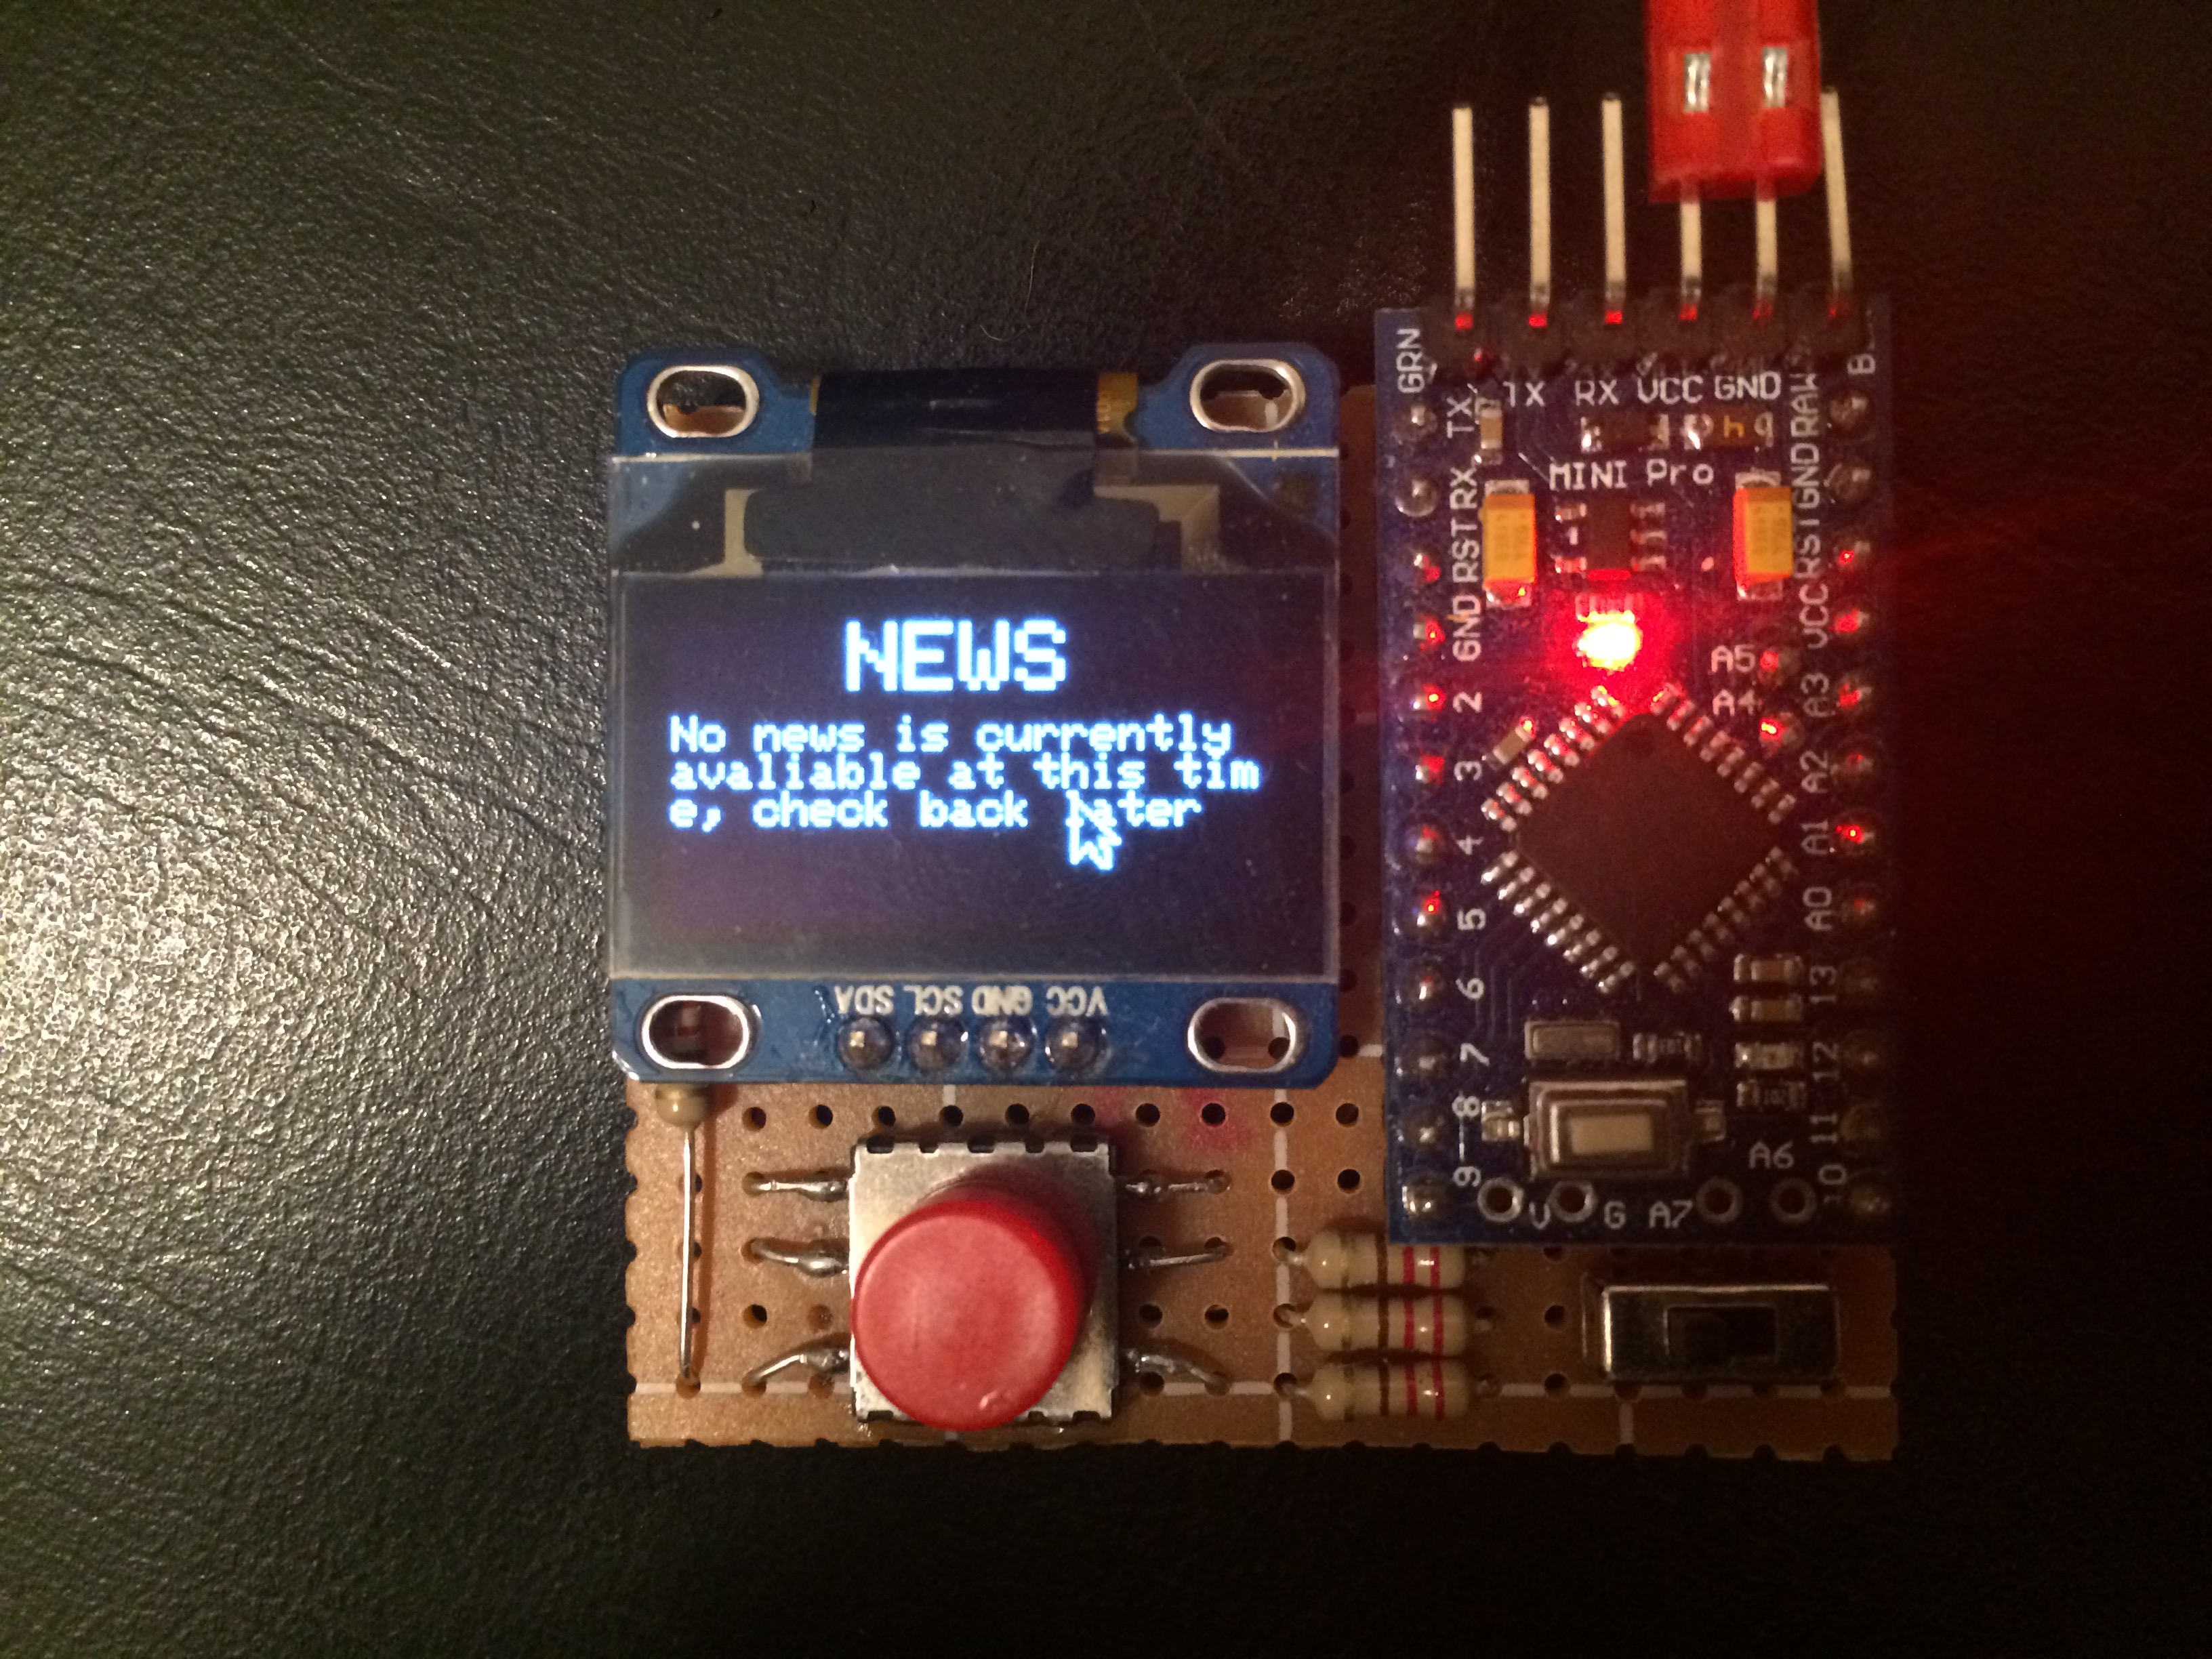 NEWS
No news is currently
avaliable at this tim
e, check back later
SDA
SCL
GND
VCC
GRN
9 8 7 6 5 4 3 2 GND RST RX TX
MINI Pro
TX
RX
VCC
GND
G A7
A6
A4
A5
10 11 12 13 A0 A1 A2 A3 VCC RST GND RAW